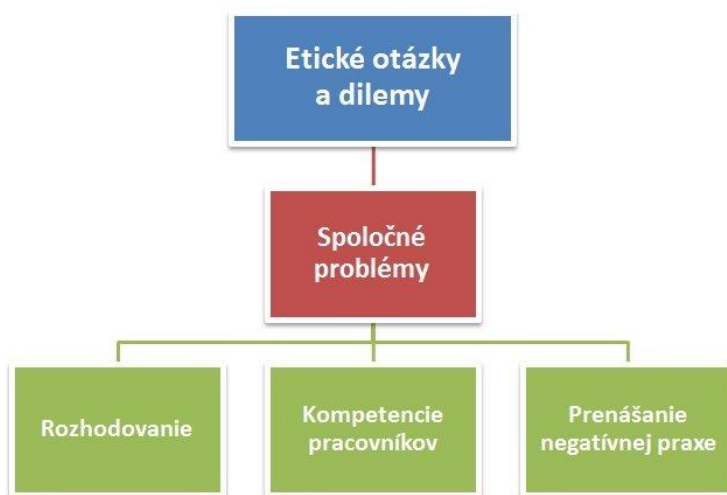 Etické otázky
a dilemy
Spoločné
problémy
Rozhodovanie
Kompetencie
pracovníkov
Prenášanie
negatívnej praxe